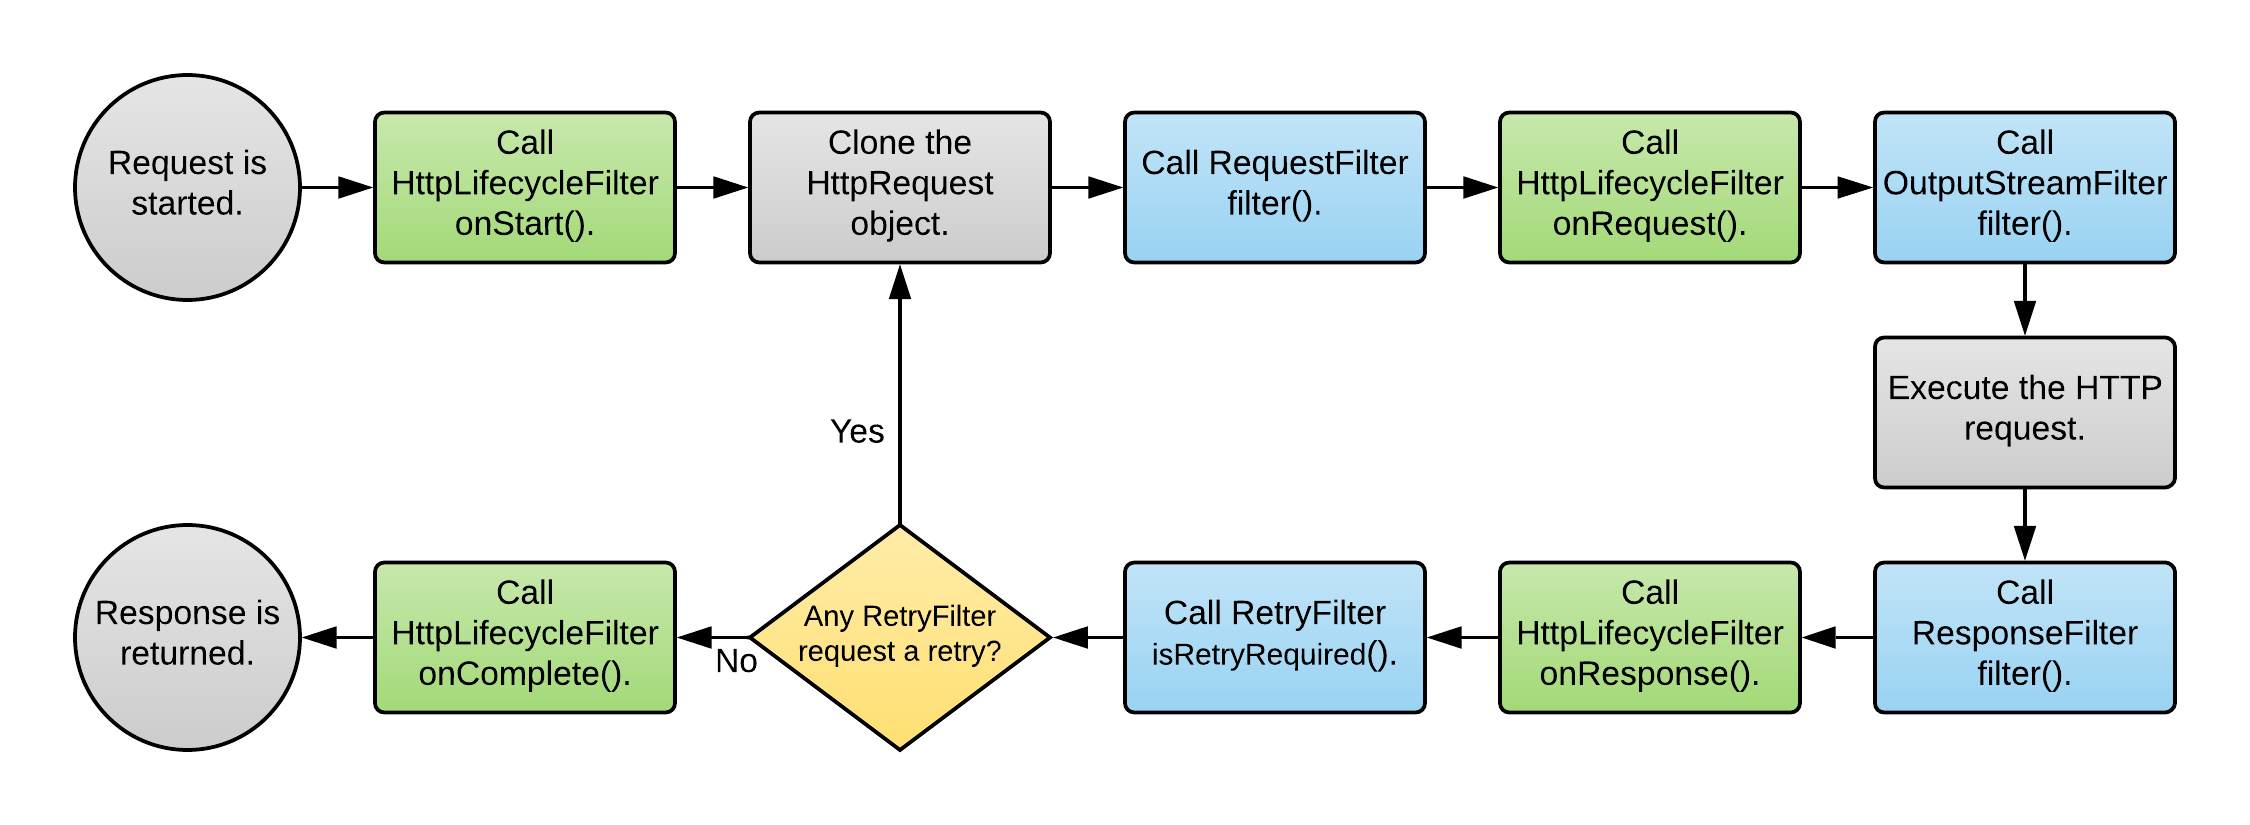 Request is
started.
Call
HttpLifecycleFilter
onStart().
Clone the
HttpRequest
object.
Call RequestFilter
filter().
Call
HttpLifecycleFilter
onRequest().
Call
OutputStreamFilter
filter().
Execute the HTTP
request.
Call
ResponseFilter
filter().
Call
HttpLifecycleFilter
onResponse().
Call RetryFilter
isRetryRequired().
Any RetryFilter
request a retry?
Yes
No
Call
HttpLifecycleFilter
onComplete().
Response is
returned.